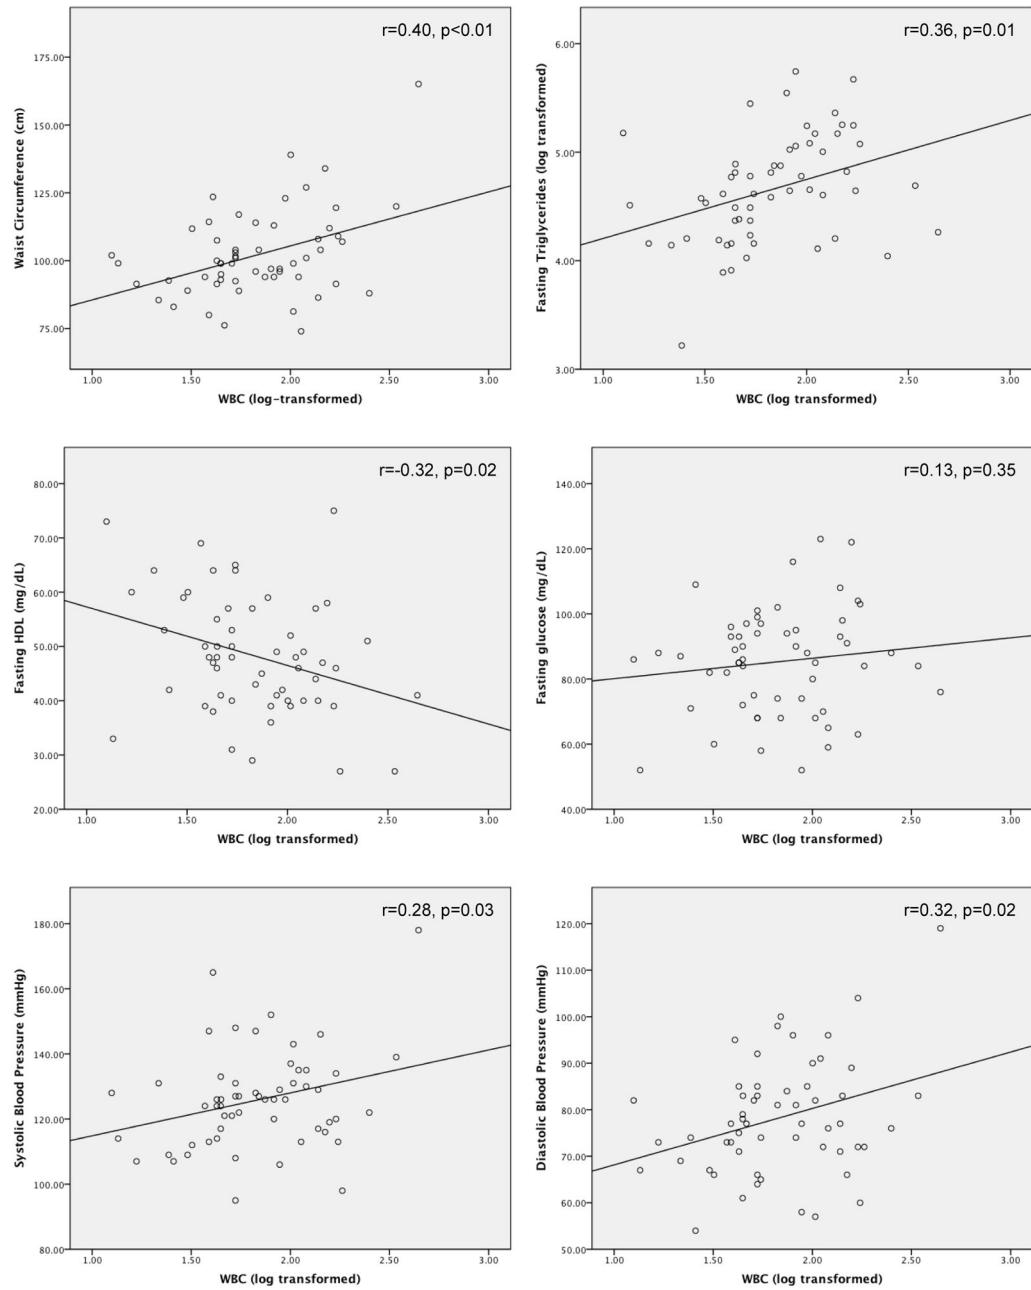 r=0.40, p<0.01
175.00
150.00
125.00
100.00
75.00
Waist Circumference (cm)
1.00 1.50 2.00 2.50 3.00
WBC (log-transformed)
r=0.36, p=0.01
6.00
5.00
4.00
3.00
Fasting Triglycerides (log transformed)
1.00 1.50 2.00 2.50 3.00
WBC (log transformed)
r=-0.32, p=0.02
80.00
70.00
60.00
50.00
40.00
30.00
20.00
Fasting HDL (mg/dL)
1.00 1.50 2.00 2.50 3.00
WBC (log transformed)
r=0.13, p=0.35
140.00
120.00
100.00
80.00
60.00
40.00
Fasting glucose (mg/dL)
1.00 1.50 2.00 2.50 3.00
WBC (log transformed)
r=0.28, p=0.03
180.00
160.00
140.00
120.00
100.00
80.00
Systolic Blood Pressure (mmHg)
1.00 1.50 2.00 2.50 3.00
WBC (log transformed)
r=0.32, p=0.02
120.00
110.00
100.00
90.00
80.00
70.00
60.00
50.00
Diastolic Blood Pressure (mmHg)
1.00 1.50 2.00 2.50 3.00
WBC (log transformed)